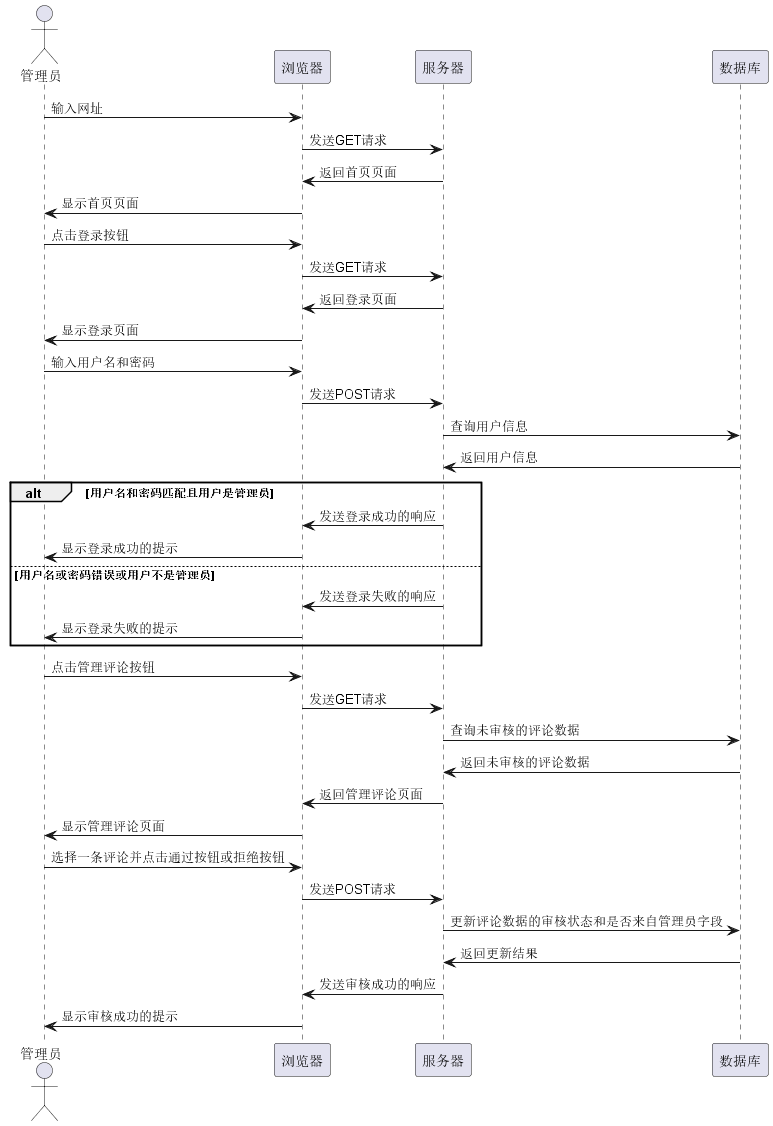 管理员
浏览器
服务器
数据库
输入网址
发送GET请求
返回首页页面
显示首页页面
点击登录按钮
发送GET请求
返回登录页面
显示登录页面
输入用户名和密码
发送POST请求
查询用户信息
返回用户信息
alt
[用户名和密码匹配且用户是管理员]
发送登录成功的响应
显示登录成功的提示
[用户名或密码错误或用户不是管理员]
发送登录失败的响应
显示登录失败的提示
点击管理评论按钮
发送GET请求
查询未审核的评论数据
返回未审核的评论数据
返回管理评论页面
显示管理评论页面
选择一条评论并点击通过按钮或拒绝按钮
发送POST请求
更新评论数据的审核状态和是否来自管理员字段
返回更新结果
发送审核成功的响应
显示审核成功的提示
管理员
浏览器
服务器
数据库